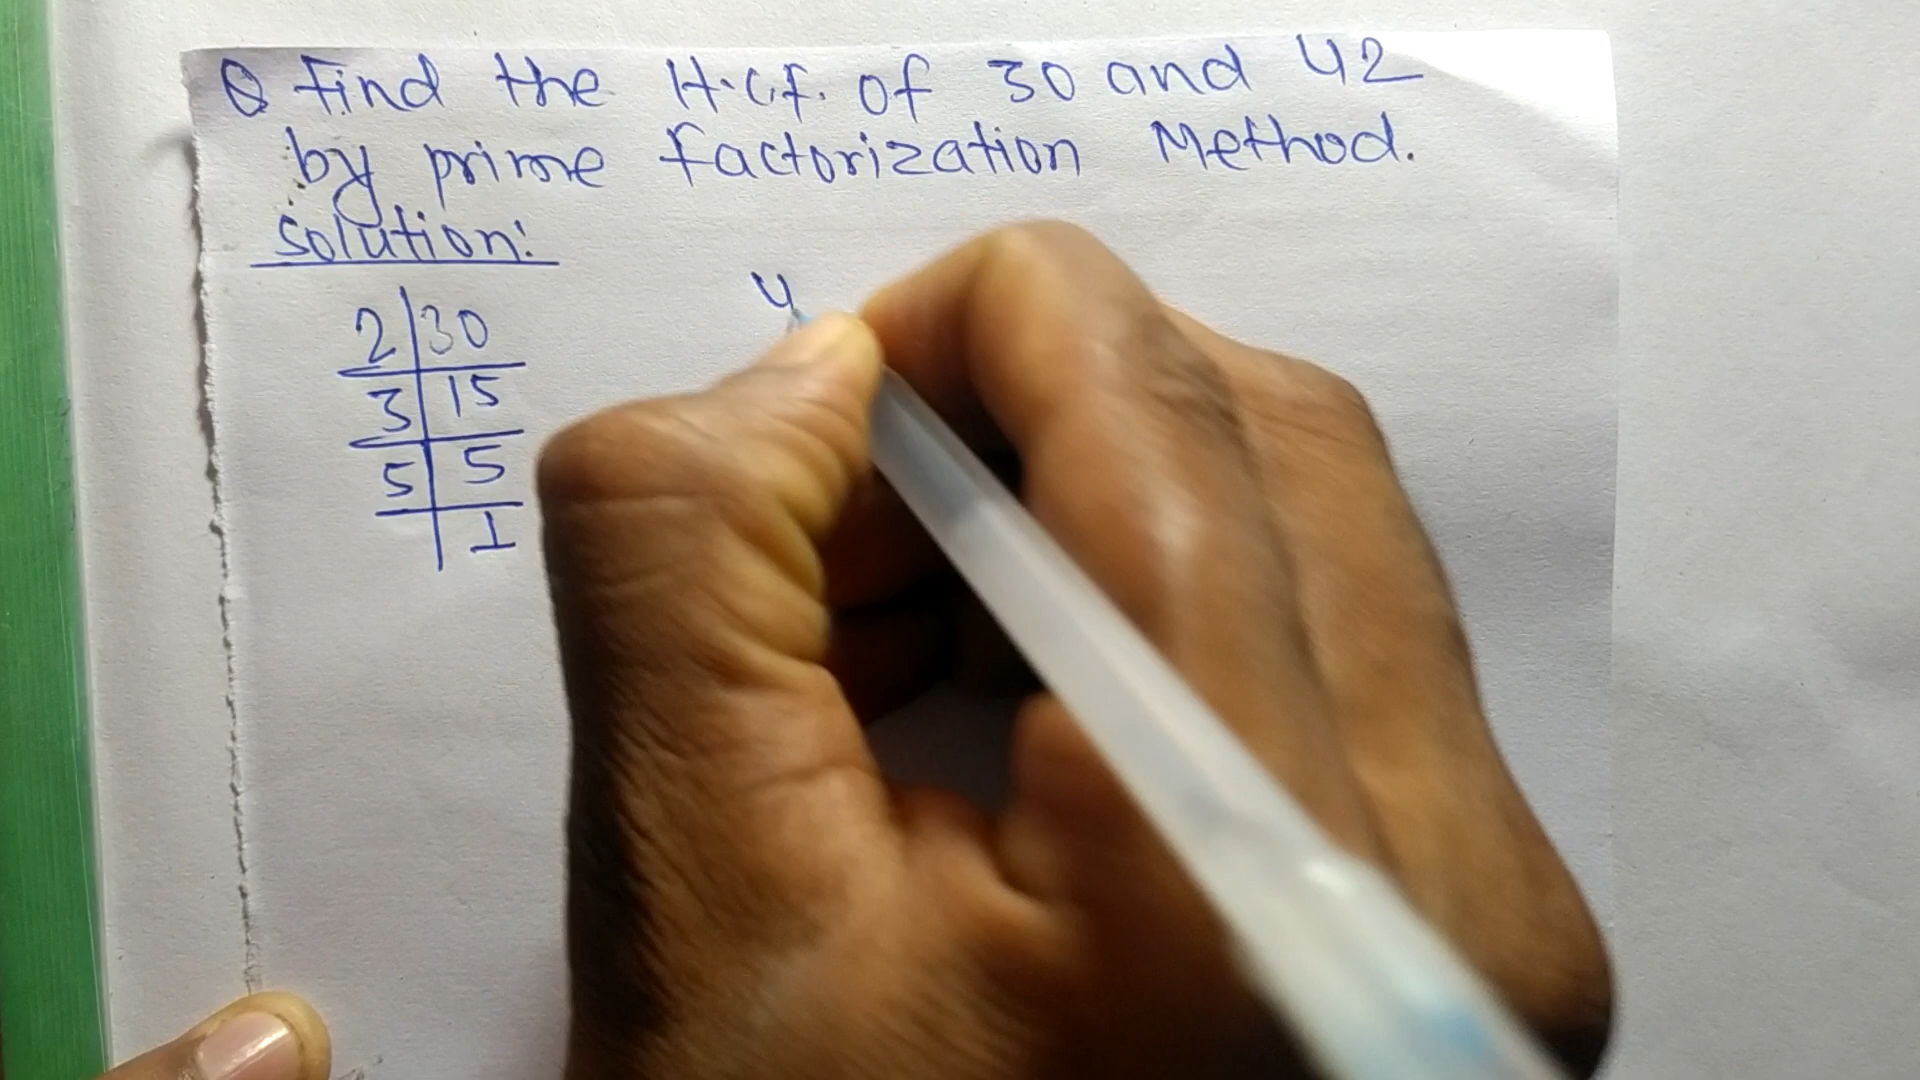 Q Find the H.C.F. of 30 and 42
by prime factorization Method.
Solution:
2 30
3 15
5 5
1
4